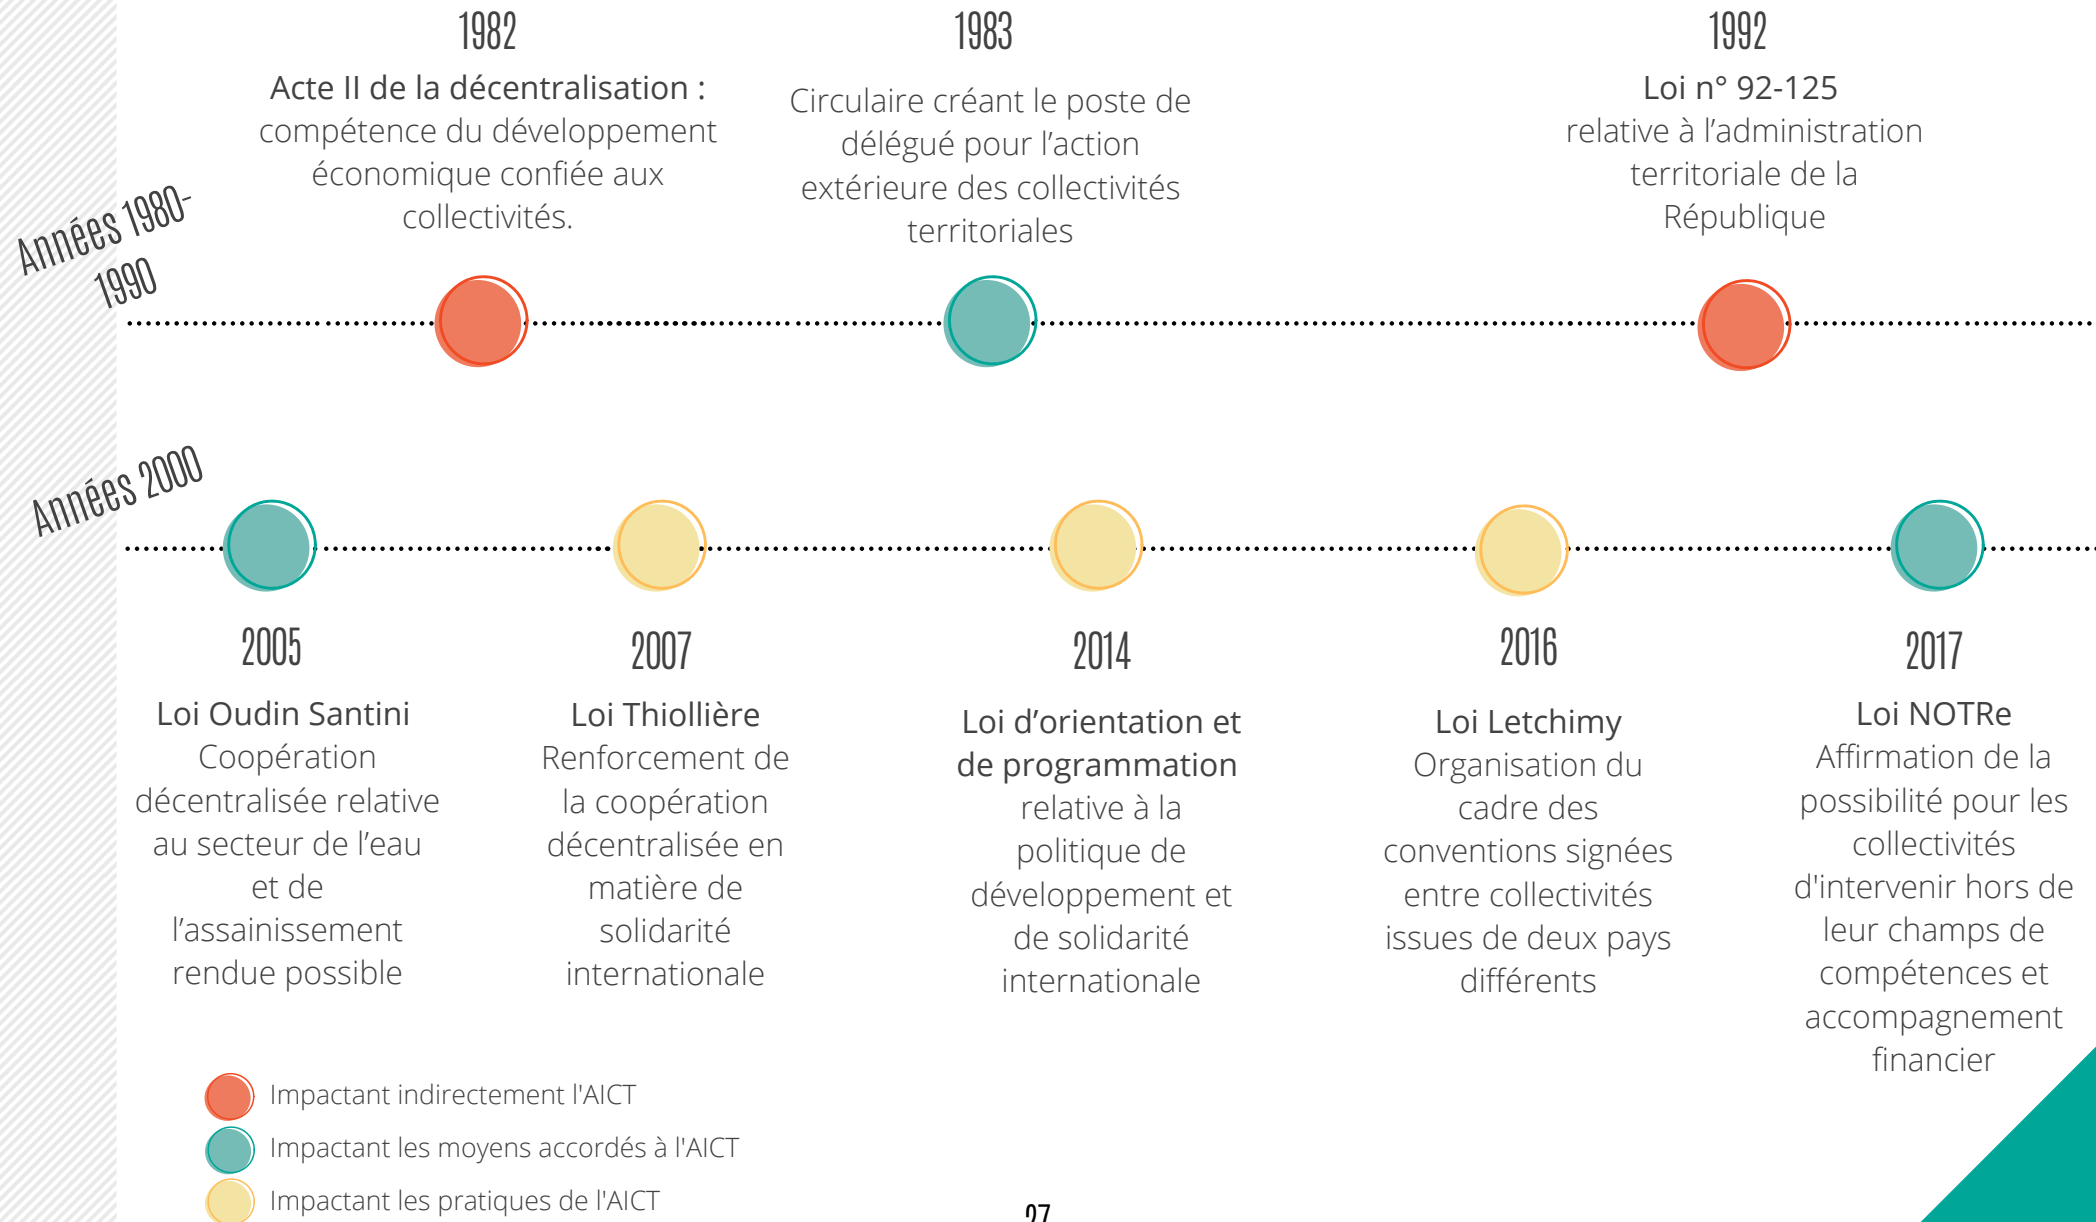 1982
Acte II de la décentralisation :
compétence du développement
économique confiée aux
collectivités.
1983
Circulaire créant le poste de
délégué pour l’action
extérieure des collectivités
territoriales
1992
Loi n° 92-125
relative à l’administration
territoriale de la
République
Années 1980-
1990
Années 2000
2005
Loi Oudin Santini
Coopération
décentralisée relative
au secteur de l’eau
et de
l’assainissement
rendue possible
2007
Loi Thiollière
Renforcement de
la coopération
décentralisée en
matière de
solidarité
internationale
2014
Loi d’orientation et
de programmation
relative à la
politique de
développement et
de solidarité
internationale
2016
Loi Letchimy
Organisation du
cadre des
conventions signées
entre collectivités
issues de deux pays
différents
2017
Loi NOTRe
Affirmation de la
possibilité pour les
collectivités
d'intervenir hors de
leur champs de
compétences et
accompagnement
financier
Impactant indirectement l'AICT
Impactant les moyens accordés à l'AICT
Impactant les pratiques de l'AICT
27